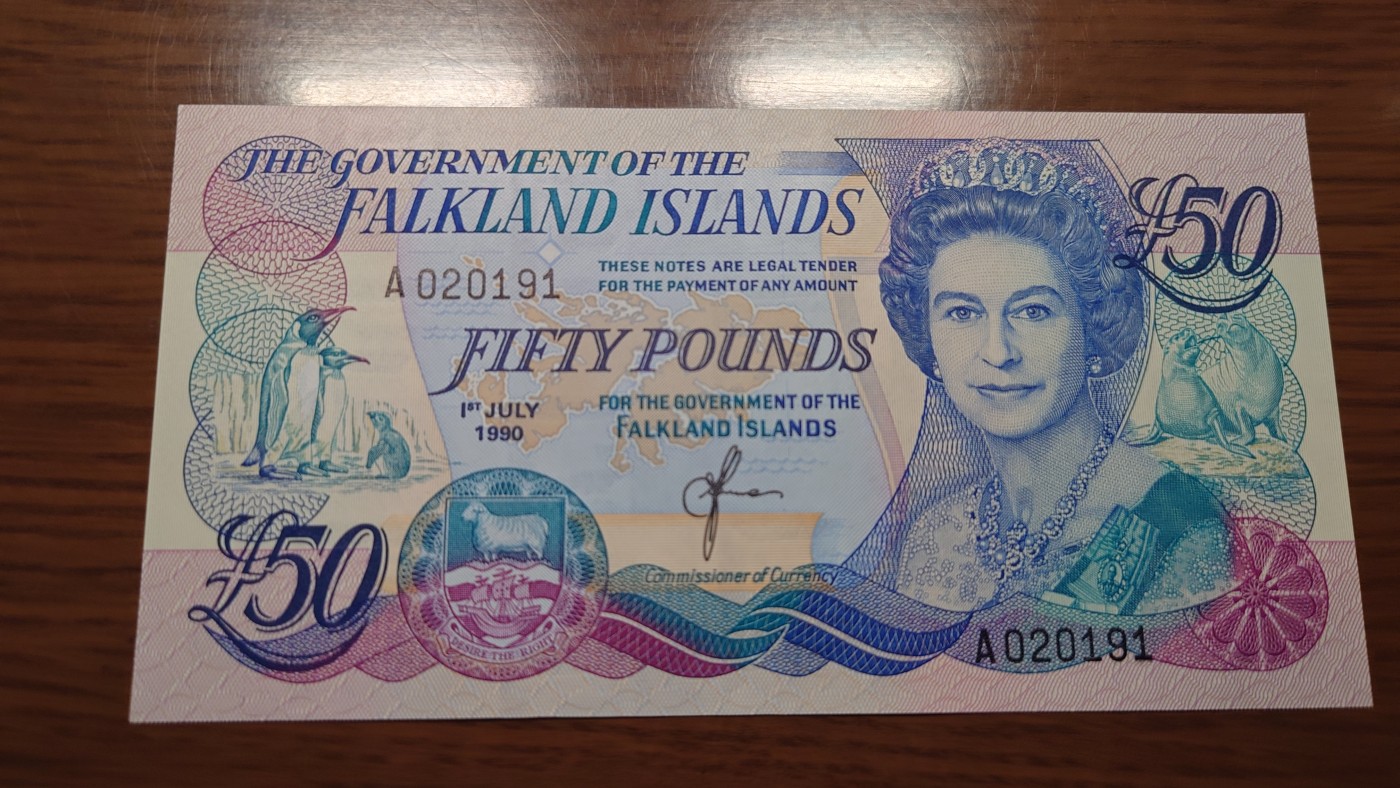 THE GOVERNMENT OF THE
FALKLAND ISLANDS
£50
A 020191
THESE NOTES ARE LEGAL TENDER
FOR THE PAYMENT OF ANY AMOUNT
FIFTY POUNDS
1ST JULY
1990
FOR THE GOVERNMENT OF THE
FALKLAND ISLANDS
Commissioner of Currency
£50
DESIRE THE RIGHT
A 020191